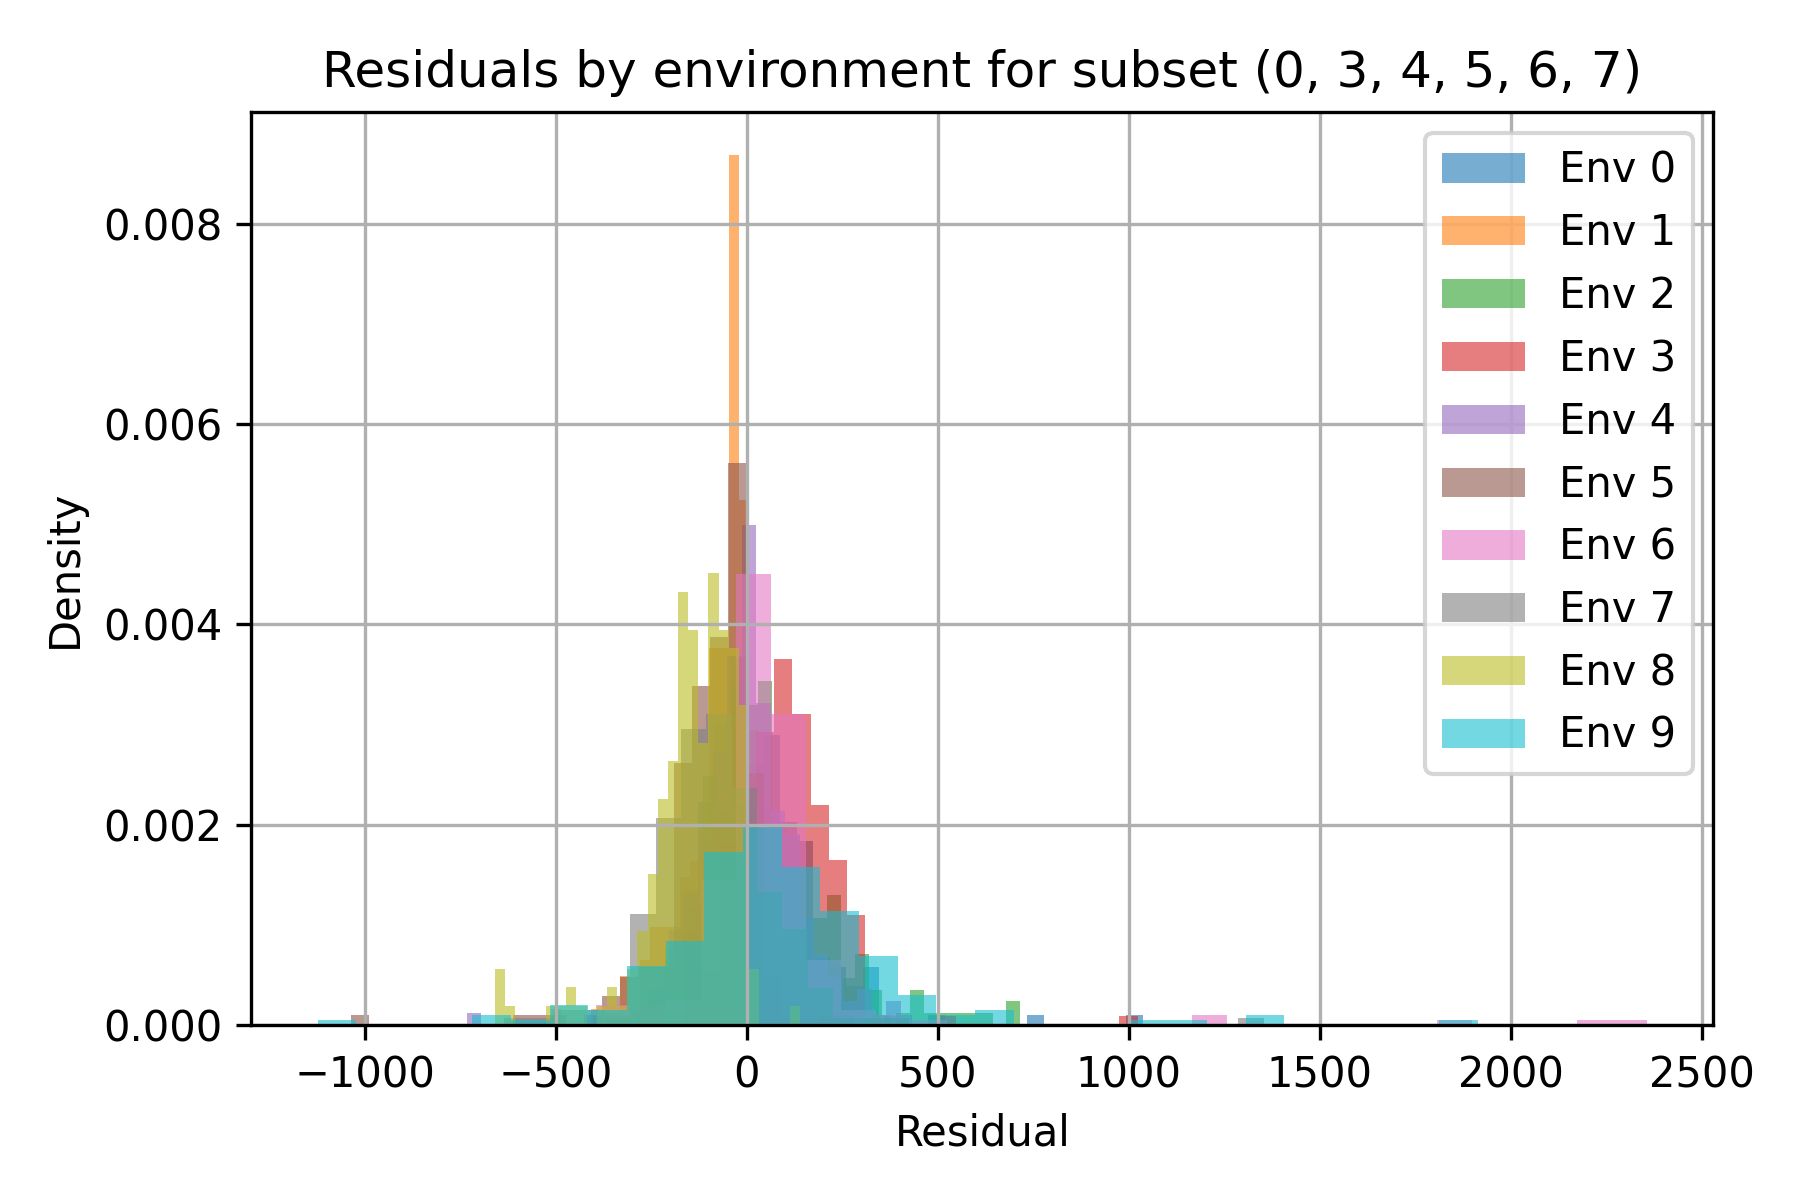 Residuals by environment for subset (0, 3, 4, 5, 6, 7)
Env 0
Env 1
Env 2
Env 3
Env 4
Env 5
Env 6
Env 7
Env 8
Env 9
Density
0.008
0.006
0.004
0.002
0.000
−1000 −500 0 500 1000 1500 2000 2500
Residual